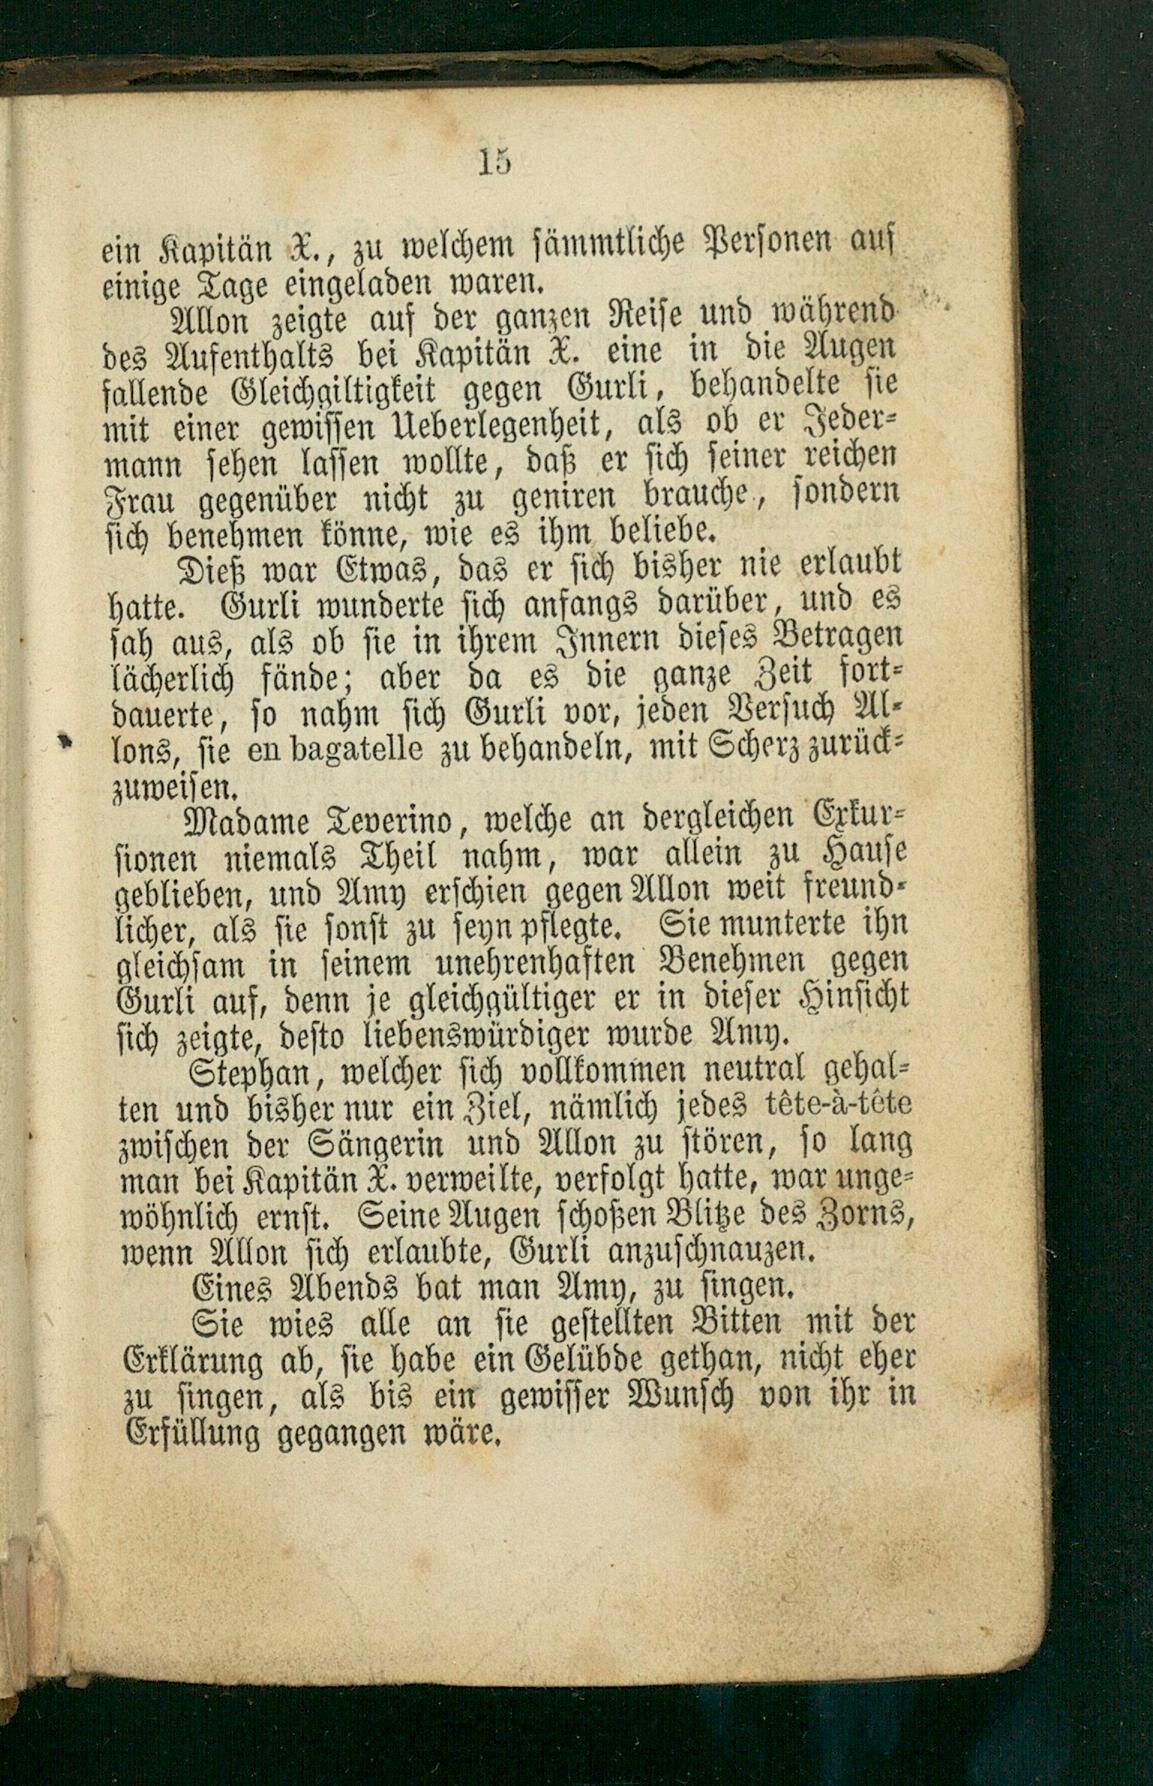 15
ein Kapitän X., zu welchem sämmtliche Personen auf
einige Tage eingeladen waren.
Allon zeigte auf der ganzen Reise und während
des Aufenthalts bei Kapitän X. eine in die Augen
fallende Gleichgiltigkeit gegen Gurli, behandelte sie
mit einer gewissen Ueberlegenheit, als ob er Jeder-
mann sehen lassen wollte, daß er sich seiner reichen
Frau gegenüber nicht zu geniren brauche, sondern
sich benehmen könne, wie es ihm beliebe.
Dieß war Etwas, das er sich bisher nie erlaubt
hatte. Gurli wunderte sich anfangs darüber, und es
sah aus, als ob sie in ihrem Innern dieses Betragen
lächerlich fände; aber da es die ganze Zeit fort-
dauerte, so nahm sich Gurli vor, jeden Versuch Al-
lons, sie en bagatelle zu behandeln, mit Scherz zurück-
zuweisen.
Madame Teverino, welche an dergleichen Exkur-
sionen niemals Theil nahm, war allein zu Hause
geblieben, und Amy erschien gegen Allon weit freund-
licher, als sie sonst zu seyn pflegte. Sie munterte ihn
gleichsam in seinem unehrenhaften Benehmen gegen
Gurli auf, denn je gleichgültiger er in dieser Hinsicht
sich zeigte, desto liebenswürdiger wurde Amy.
Stephan, welcher sich vollkommen neutral gehal-
ten und bisher nur ein Ziel, nämlich jedes tête-à-tête
zwischen der Sängerin und Allon zu stören, so lang
man bei Kapitän X. verweilte, verfolgt hatte, war unge-
wöhnlich ernst. Seine Augen schoßen Blitze des Zorns,
wenn Allon sich erlaubte, Gurli anzuschnauzen.
Eines Abends bat man Amy, zu singen.
Sie wies alle an sie gestellten Bitten mit der
Erklärung ab, sie habe ein Gelübde gethan, nicht eher
zu singen, als bis ein gewisser Wunsch von ihr in
Erfüllung gegangen wäre.